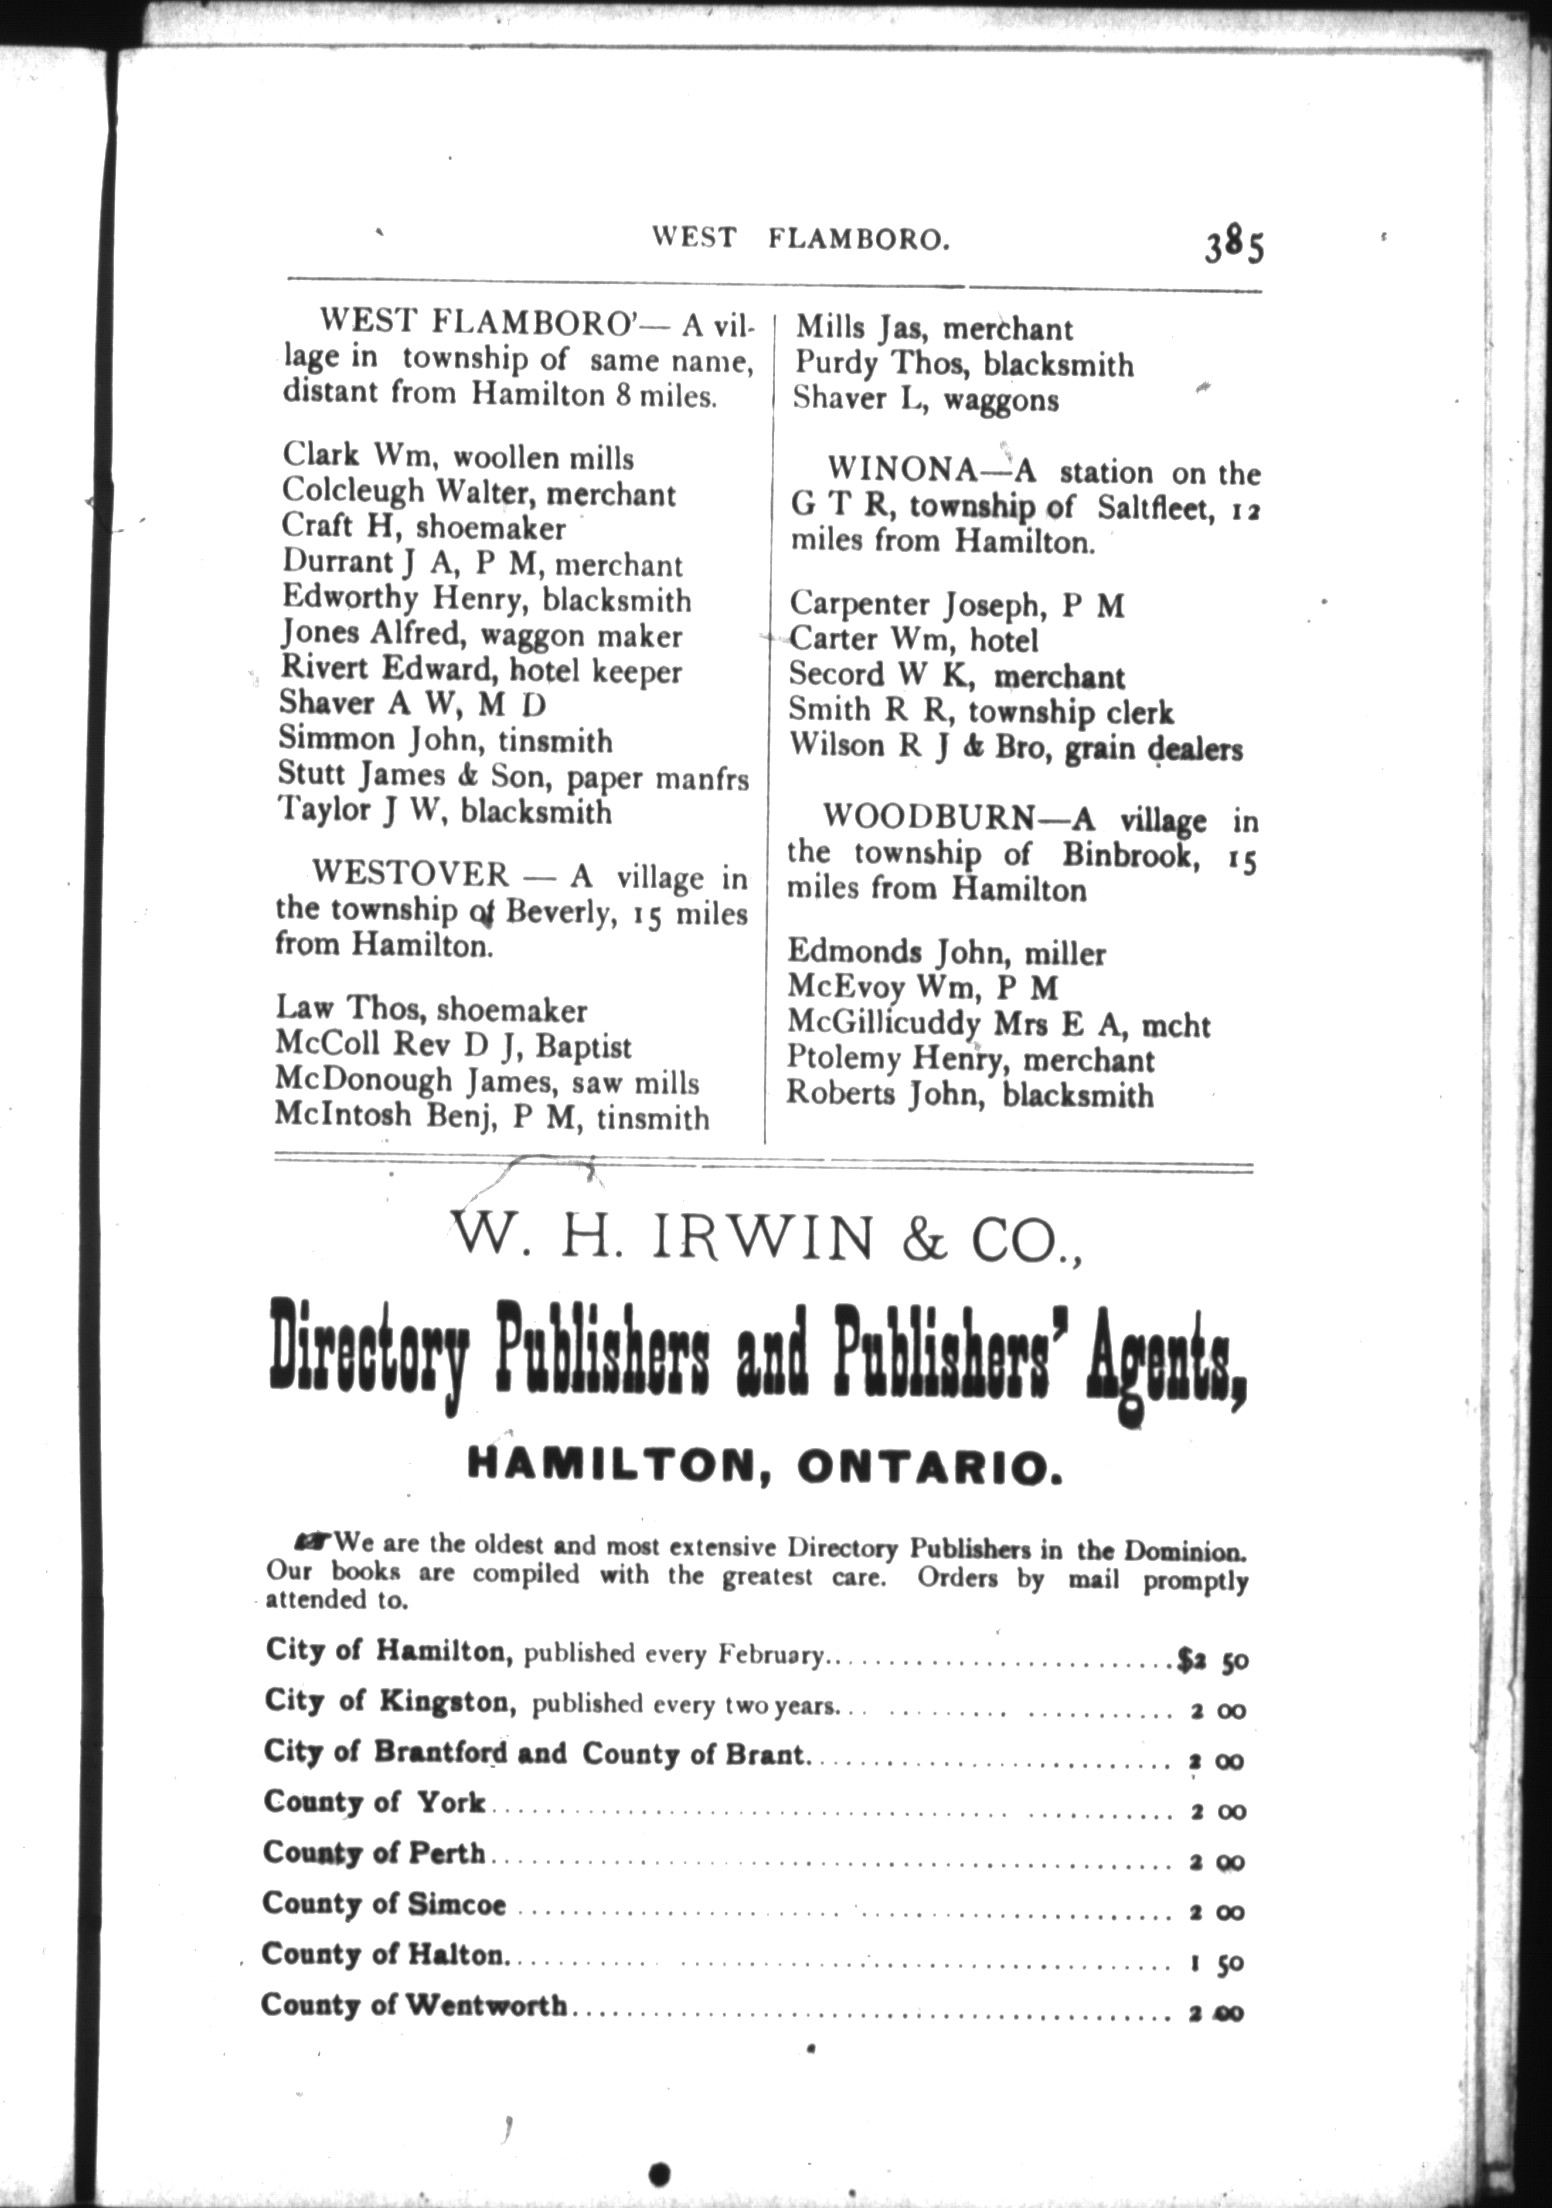 WEST FLAMBORO. 385
WEST FLAMBORO'— A vil-
lage in township of same name,
distant from Hamilton 8 miles.
Clark Wm, woollen mills
Colcleugh Walter, merchant
Craft H, shoemaker
Durrant J A, P M, merchant
Edworthy Henry, blacksmith
Jones Alfred, waggon maker
Rivert Edward, hotel keeper
Shaver A W, M D
Simmon John, tinsmith
Stutt James & Son, paper manfrs
Taylor J W, blacksmith
WESTOVER — A village in
the township of Beverly, 15 miles
from Hamilton.
Law Thos, shoemaker
McColl Rev D J, Baptist
McDonough James, saw mills
McIntosh Benj, P M, tinsmith
Mills Jas, merchant
Purdy Thos, blacksmith
Shaver L, waggons
WINONA—A station on the
G T R, township of Saltfleet, 12
miles from Hamilton.
Carpenter Joseph, P M
Carter Wm, hotel
Secord W K, merchant
Smith R R, township clerk
Wilson R J & Bro, grain dealers
WOODBURN—A village in
the township of Binbrook, 15
miles from Hamilton
Edmonds John, miller
McEvoy Wm, P M
McGillicuddy Mrs E A, mcht
Ptolemy Henry, merchant
Roberts John, blacksmith
W. H. IRWIN & CO.,
Directory Publishers and Publishers' Agents,
HAMILTON, ONTARIO.
☛We are the oldest and most extensive Directory Publishers in the Dominion.
Our books are compiled with the greatest care. Orders by mail promptly
attended to.
City of Hamilton, published every February..........................$2 50
City of Kingston, published every two years......................... 2 00
City of Brantford and County of Brant........................... 2 00
County of York.................................................. 2 00
County of Perth.................................................. 2 00
County of Simcoe................................................ 2 00
County of Halton................................................ 1 50
County of Wentworth............................................ 2 00